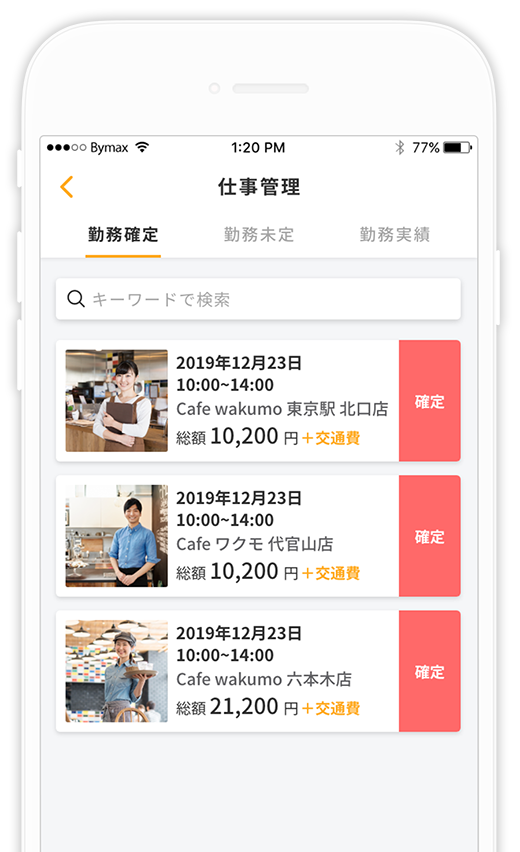 Bymax 1:20 PM 77%
仕事管理
勤務確定 勤務未定 勤務実績
キーワードで検索
2019年12月23日
10:00~14:00
Cafe wakumo 東京駅 北口店
総額 10,200 円＋交通費
確定
2019年12月23日
10:00~14:00
Cafe ワクモ 代官山店
総額 10,200 円＋交通費
確定
2019年12月23日
10:00~14:00
Cafe wakumo 六本木店
総額 21,200 円＋交通費
確定